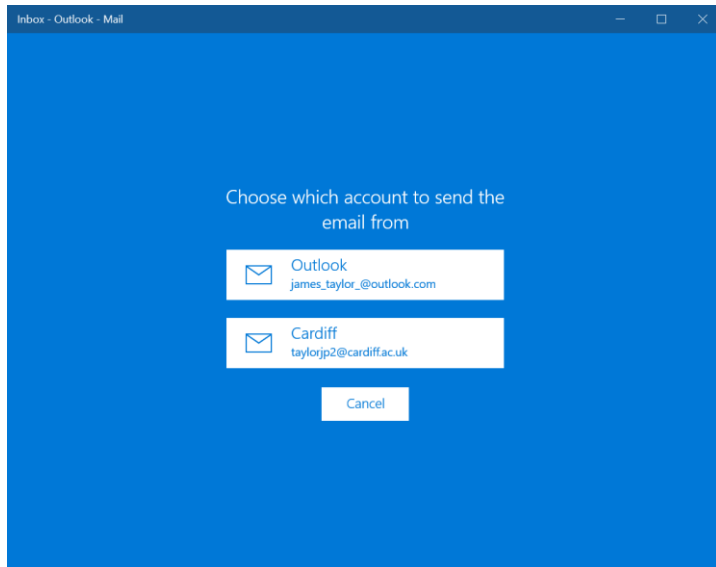 Inbox - Outlook - Mail
Choose which account to send the
email from
Outlook
james_taylor_@outlook.com
Cardiff
taylorjp2@cardiff.ac.uk
Cancel